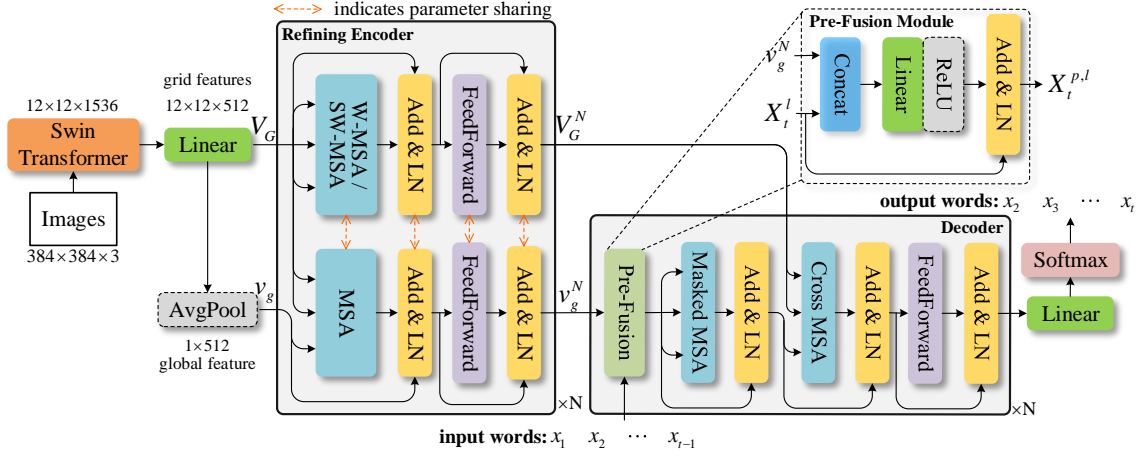 indicates parameter sharing
Refining Encoder
Pre-Fusion Module
grid features
12×12×1536
12×12×512
Swin
Transformer
Linear
V_G
Images
384×384×3
AvgPool
v_g
1×512
global feature
W-MSA /
SW-MSA
Add & LN
FeedForward
Add & LN
V_G^N
MSA
Add & LN
FeedForward
Add & LN
v_g^N
×N
v_g^N
X_t^l
Concat
Linear
ReLU
Add & LN
X_t^{p,l}
output words: x_2 x_3 ⋯ x_t
Decoder
Pre-Fusion
Masked MSA
Add & LN
Cross MSA
Add & LN
FeedForward
Add & LN
×N
Softmax
Linear
input words: x_1 x_2 ⋯ x_{t-1}